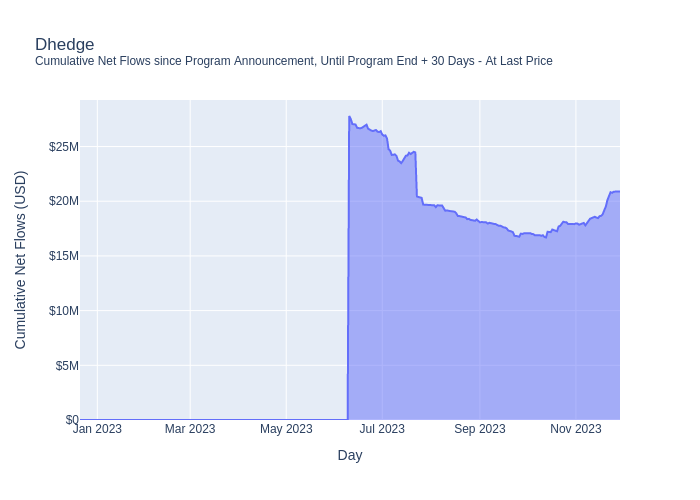 Dhedge
Cumulative Net Flows since Program Announcement, Until Program End + 30 Days - At Last Price
$25M
$20M
$15M
$10M
$5M
$0
Cumulative Net Flows (USD)
Jan 2023
Mar 2023
May 2023
Jul 2023
Sep 2023
Nov 2023
Day